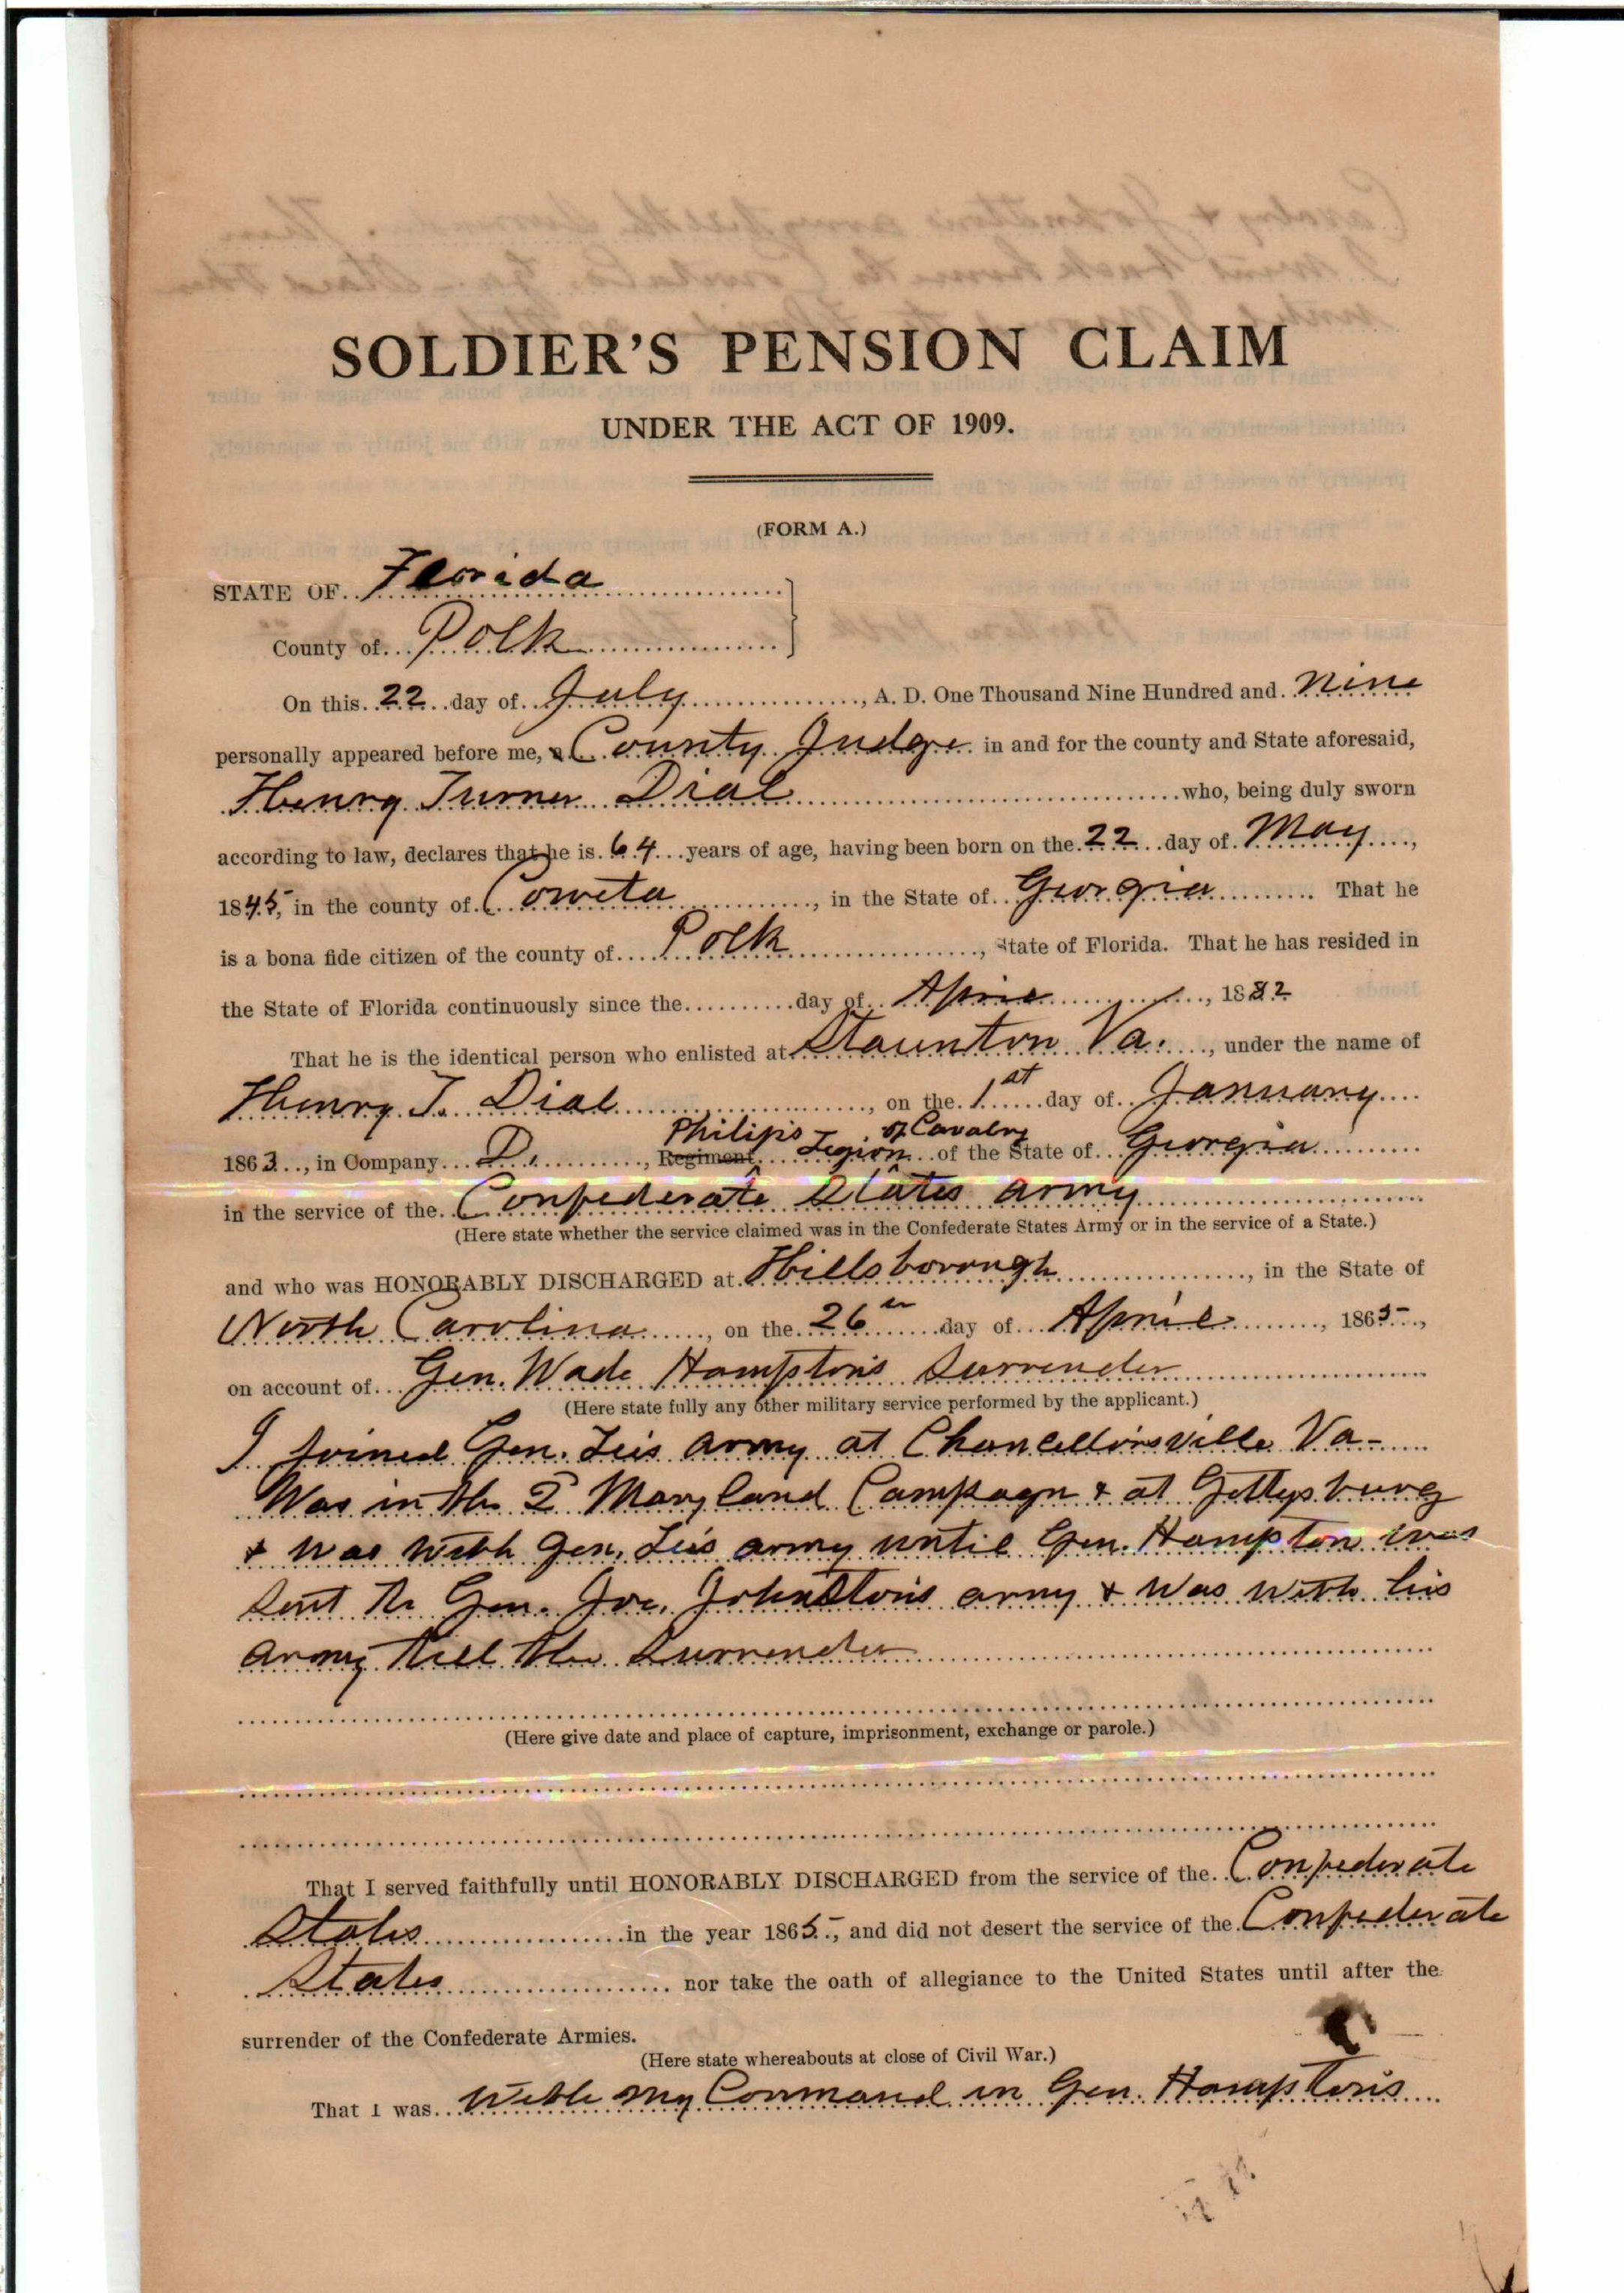 SOLDIER'S PENSION CLAIM
UNDER THE ACT OF 1909.
(FORM A.)
STATE OF Florida
County of Polk
On this 22 day of July, A. D. One Thousand Nine Hundred and Nine
personally appeared before me, a County Judge in and for the county and State aforesaid,
Henry Turner Dial who, being duly sworn
according to law, declares that he is 64 years of age, having been born on the 22 day of May,
1845, in the county of Coweta, in the State of Georgia. That he
is a bona fide citizen of the county of Polk, State of Florida. That he has resided in
the State of Florida continuously since the day of April, 1882
That he is the identical person who enlisted at Staunton Va., under the name of
Henry T. Dial, on the 1st day of January
Philips of Cavalry
1863, in Company D., Regiment Legion of the State of Georgia
in the service of the Confederate States Army
(Here state whether the service claimed was in the Confederate States Army or in the service of a State.)
and who was HONORABLY DISCHARGED at Hillsborough, in the State of
North Carolina, on the 26th day of April, 1865,
on account of Gen. Wade Hampton's Surrender
(Here state fully any other military service performed by the applicant.)
I joined Gen. Lee's army at Chancellorsville Va-
Was in the 2 Maryland Campagn & at Gettysburg
& was with Gen. Lee's army until Gen. Hampton was
sent to Gen. Joe. Johnston's army & was with his
army till the surrender
(Here give date and place of capture, imprisonment, exchange or parole.)
That I served faithfully until HONORABLY DISCHARGED from the service of the Confederate
States in the year 1865, and did not desert the service of the Confederate
States nor take the oath of allegiance to the United States until after the
surrender of the Confederate Armies.
(Here state whereabouts at close of Civil War.)
That I was with my Command in Gen. Hampton's